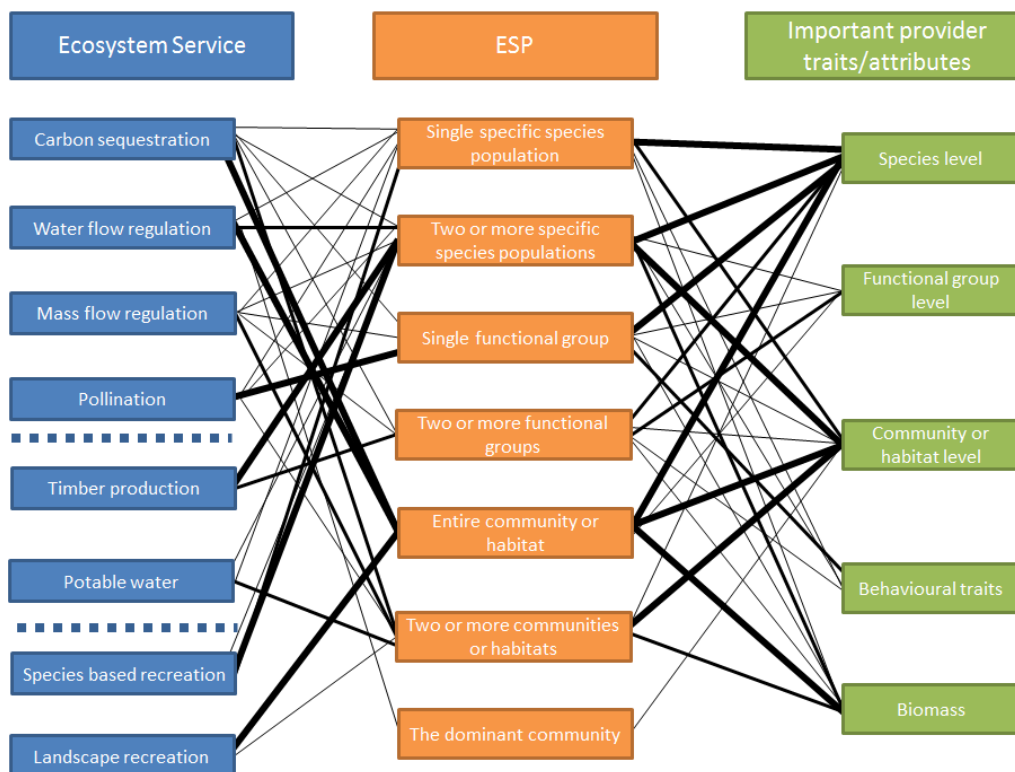 Ecosystem Service
ESP
Important provider
traits/attributes
Carbon sequestration
Water flow regulation
Mass flow regulation
Pollination
Timber production
Potable water
Species based recreation
Landscape recreation
Single specific species
population
Two or more specific
species populations
Single functional group
Two or more functional
groups
Entire community or
habitat
Two or more communities
or habitats
The dominant community
Species level
Functional group
level
Community or
habitat level
Behavioural traits
Biomass